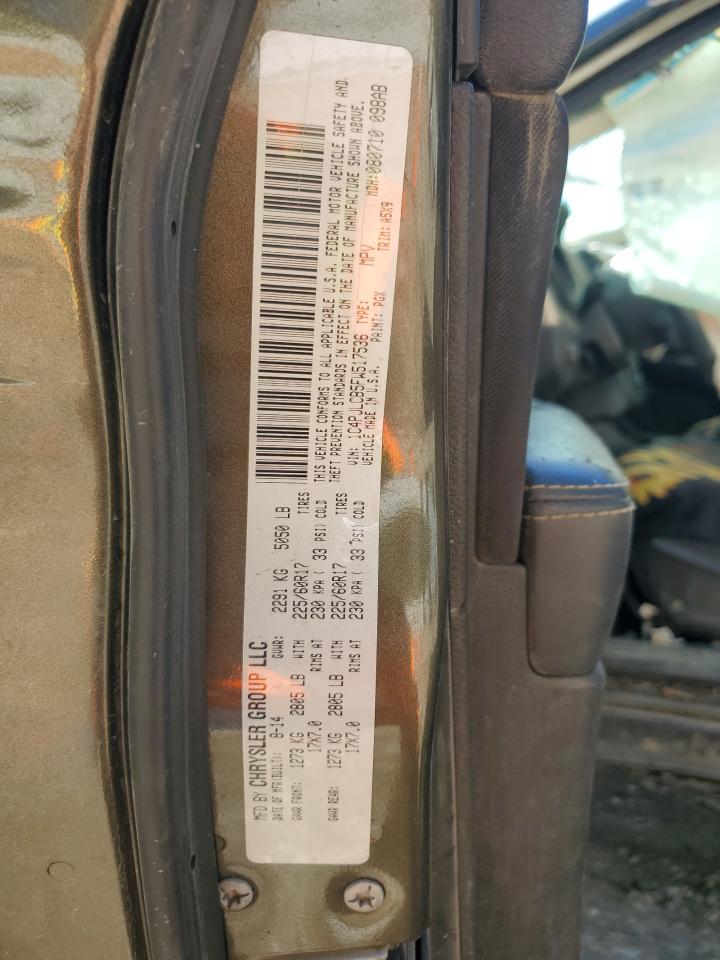 MFD BY CHRYSLER GROUP LLC
DATE OF MFR(BUILT): 8-14 GVWR: 2291 KG 5050 LB
GAWR FRONT: 1273 KG 2805 LB WITH 225/60R17 TIRES
17X7.0 RIMS AT 230 KPA ( 33 PSI) COLD
GAWR REAR: 1273 KG 2805 LB WITH 225/60R17 TIRES
17X7.0 RIMS AT 230 KPA ( 33 PSI) COLD
THIS VEHICLE CONFORMS TO ALL APPLICABLE U.S.A. FEDERAL MOTOR VEHICLE SAFETY AND
THEFT PREVENTION STANDARDS IN EFFECT ON THE DATE OF MANUFACTURE SHOWN ABOVE.
VIN: 1C4PJLCB5FW517536 TYPE: MPV MDH:080710 098AB
VEHICLE MADE IN U.S.A. PAINT: PGX TRIM: A5X9